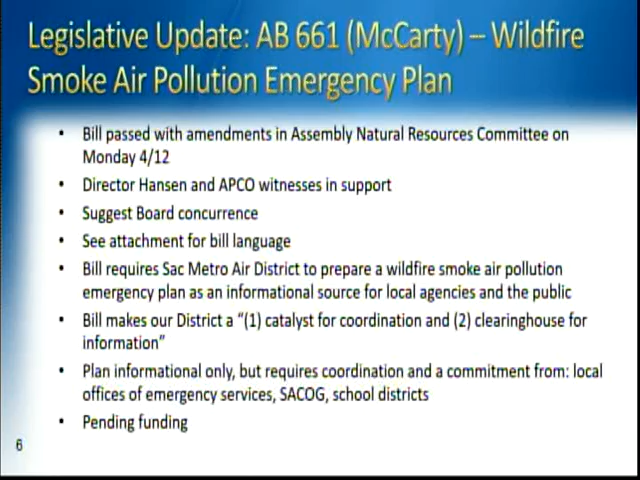 Legislative Update: AB 661 (McCarty) – Wildfire
Smoke Air Pollution Emergency Plan
• Bill passed with amendments in Assembly Natural Resources Committee on
Monday 4/12
• Director Hansen and APCO witnesses in support
• Suggest Board concurrence
• See attachment for bill language
• Bill requires Sac Metro Air District to prepare a wildfire smoke air pollution
emergency plan as an informational source for local agencies and the public
• Bill makes our District a “(1) catalyst for coordination and (2) clearinghouse for
information”
• Plan informational only, but requires coordination and a commitment from: local
offices of emergency services, SACOG, school districts
• Pending funding
6